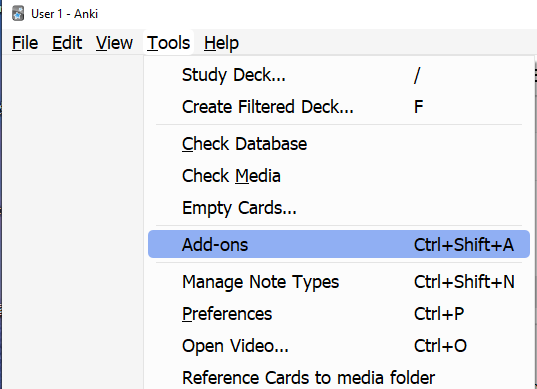 User 1 - Anki
File Edit View Tools Help
Study Deck... /
Create Filtered Deck... F
Check Database
Check Media
Empty Cards...
Add-ons Ctrl+Shift+A
Manage Note Types Ctrl+Shift+N
Preferences Ctrl+P
Open Video... Ctrl+O
Reference Cards to media folder